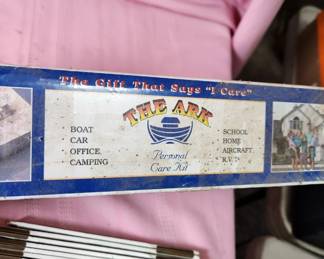 The Gift That Says "I Care"
THE ARK
BOAT
CAR
OFFICE
CAMPING
Personal
Care Kit
SCHOOL
HOME
AIRCRAFT
R.V.